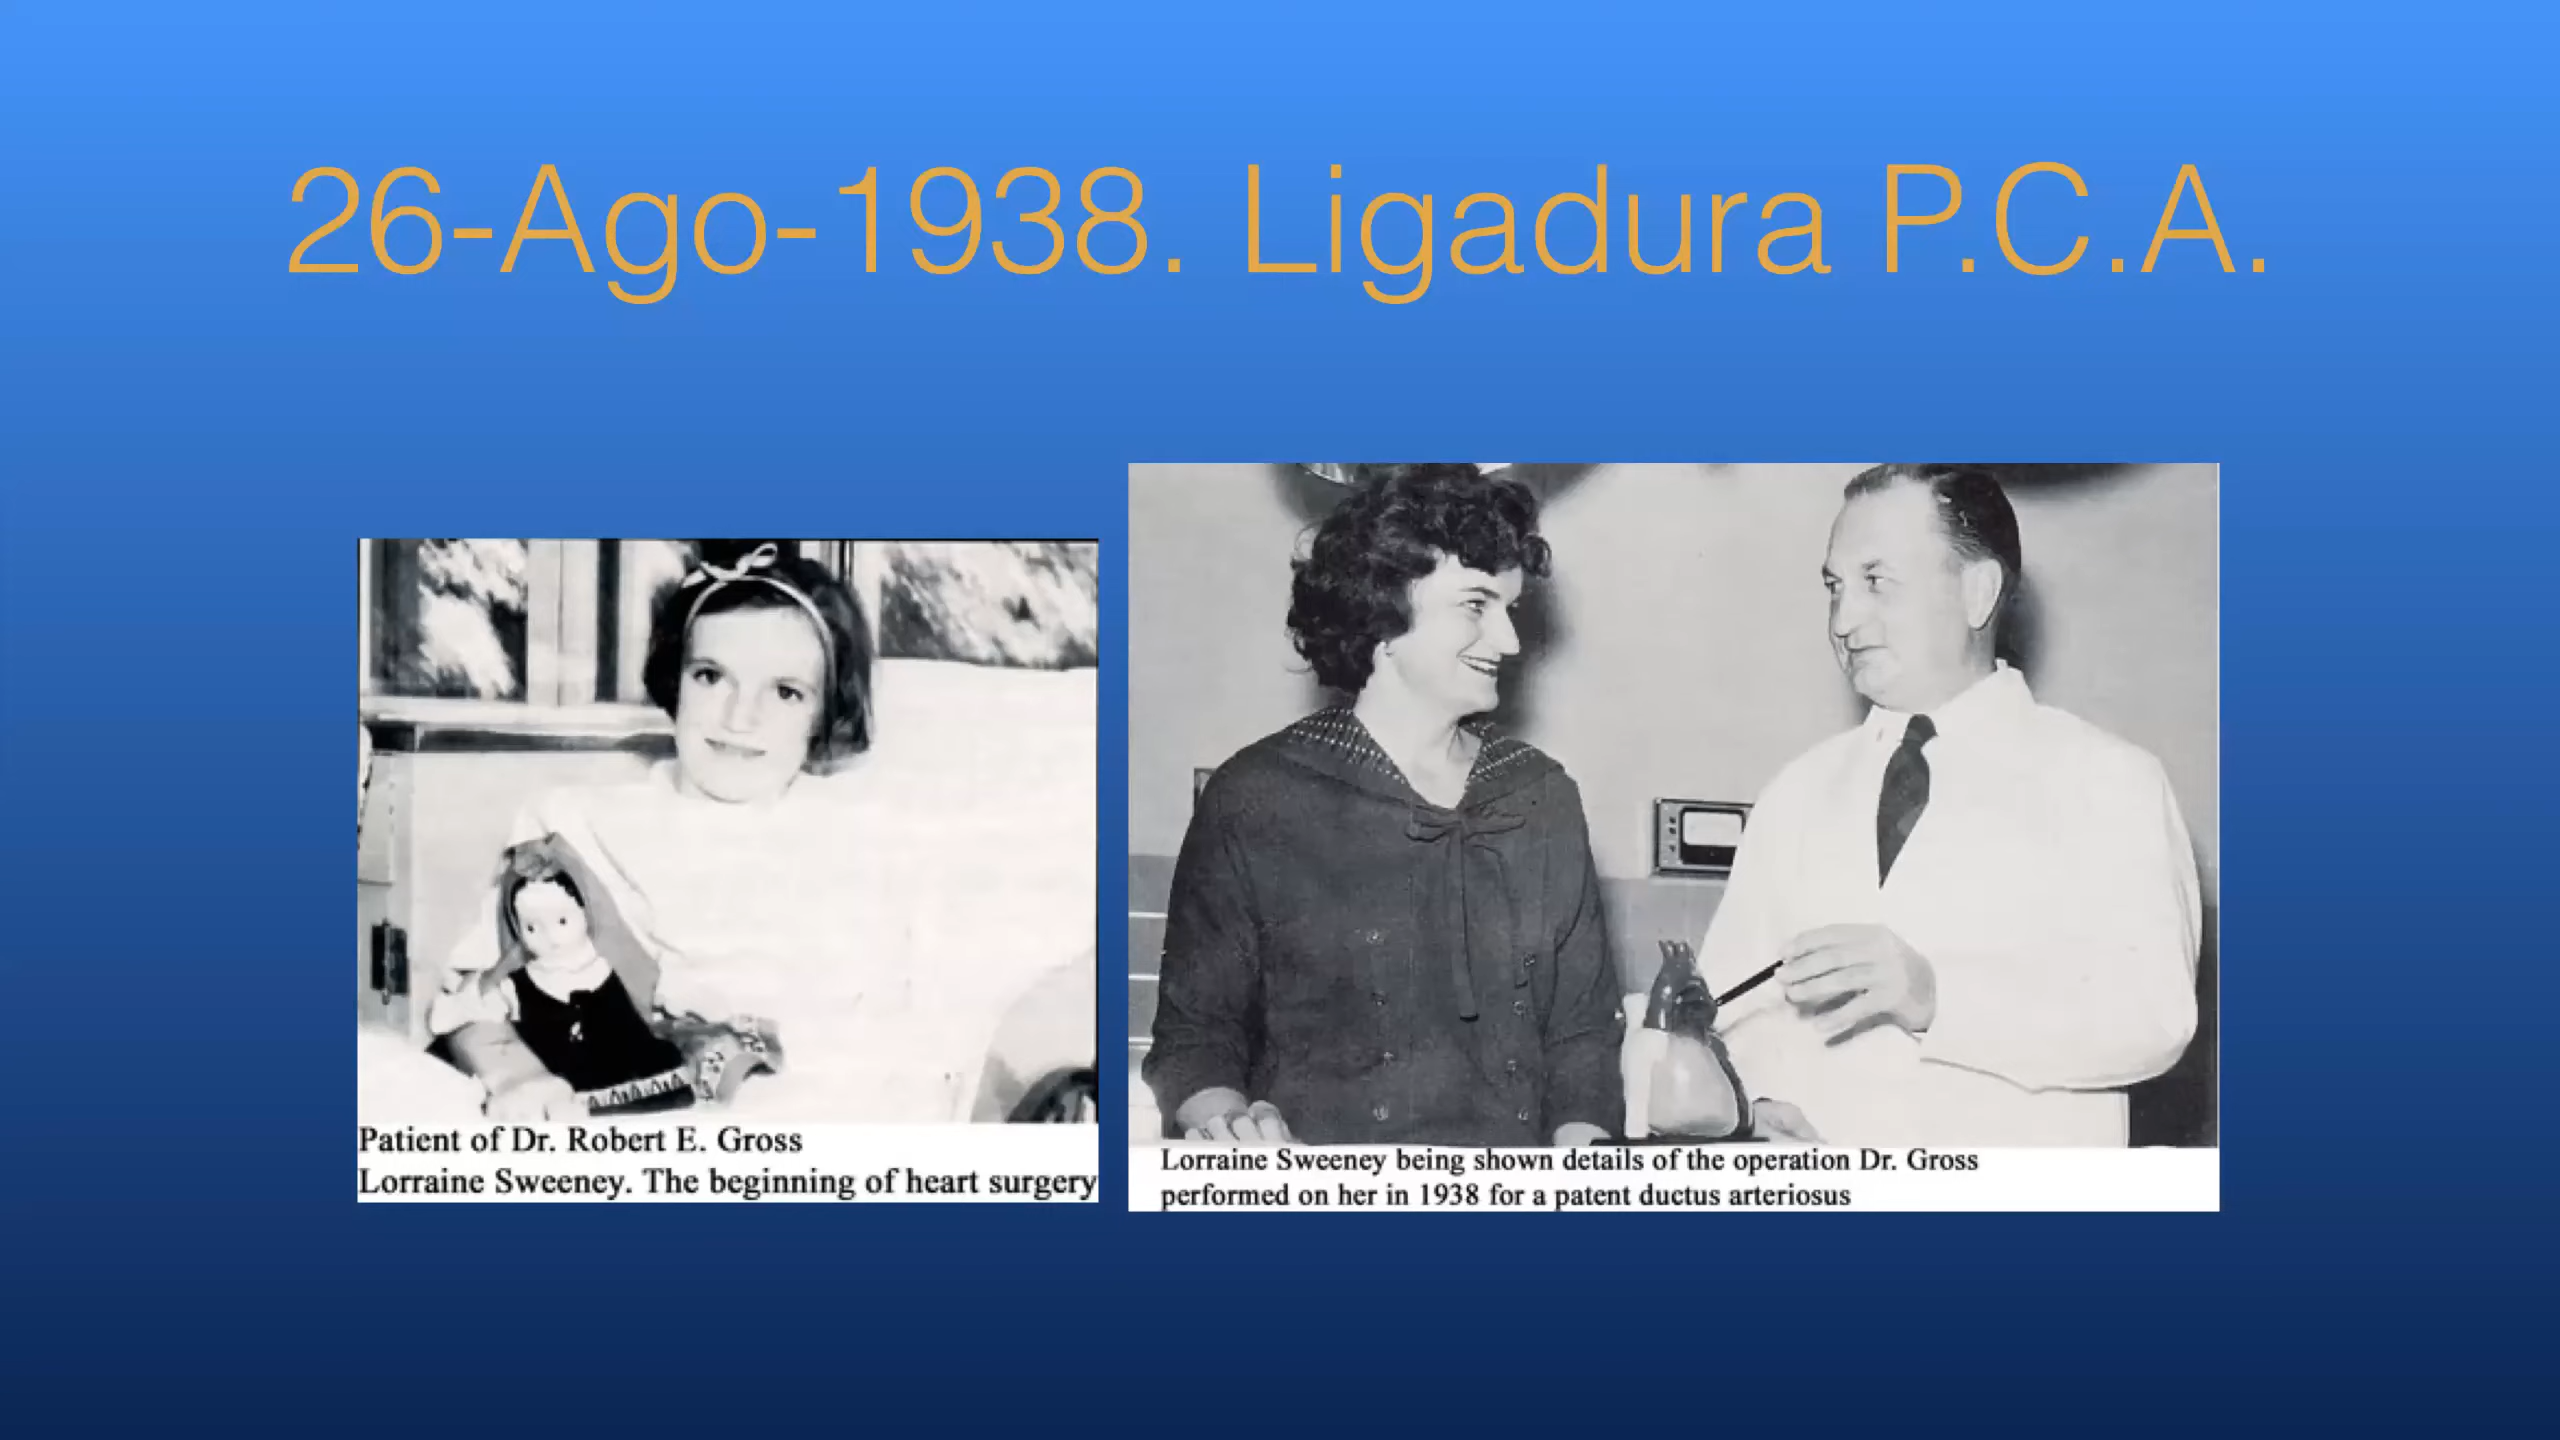 26-Ago-1938. Ligadura P.C.A.
Patient of Dr. Robert E. Gross
Lorraine Sweeney. The beginning of heart surgery
Lorraine Sweeney being shown details of the operation Dr. Gross
performed on her in 1938 for a patent ductus arteriosus